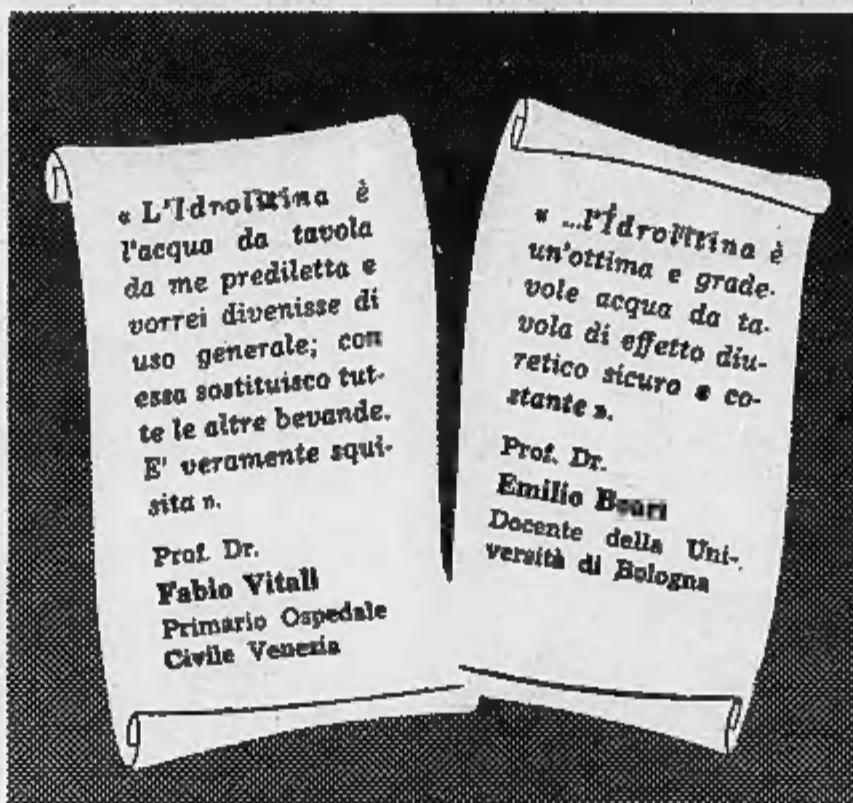 « L'Idrolitina è
l'acqua da tavola
da me prediletta e
vorrei divenisse di
uso generale; con
essa sostituisco tut-
te le altre bevande.
E' veramente squi-
sita ».
Prof. Dr.
Fabio Vitali
Primario Ospedale
Civile Venezia
« ...l'Idrolitina è
un'ottima e grade-
vole acqua da ta-
vola di effetto diu-
retico sicuro e co-
stante ».
Prof. Dr.
Emilio
Docente della Uni-
versità di Bologna